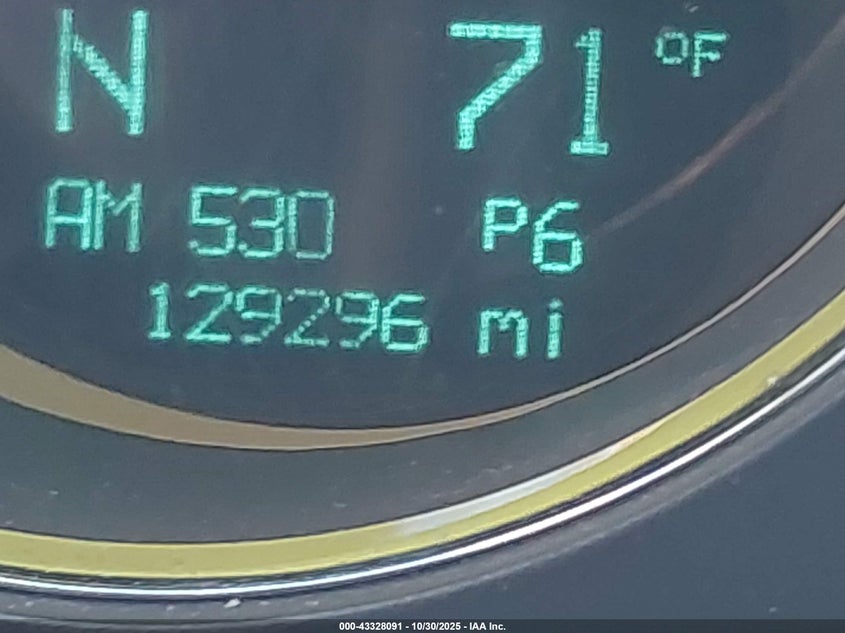 N 71 °F
AM 530 P6
129296 mi
000-43328091 - 10/30/2025 - IAA Inc.